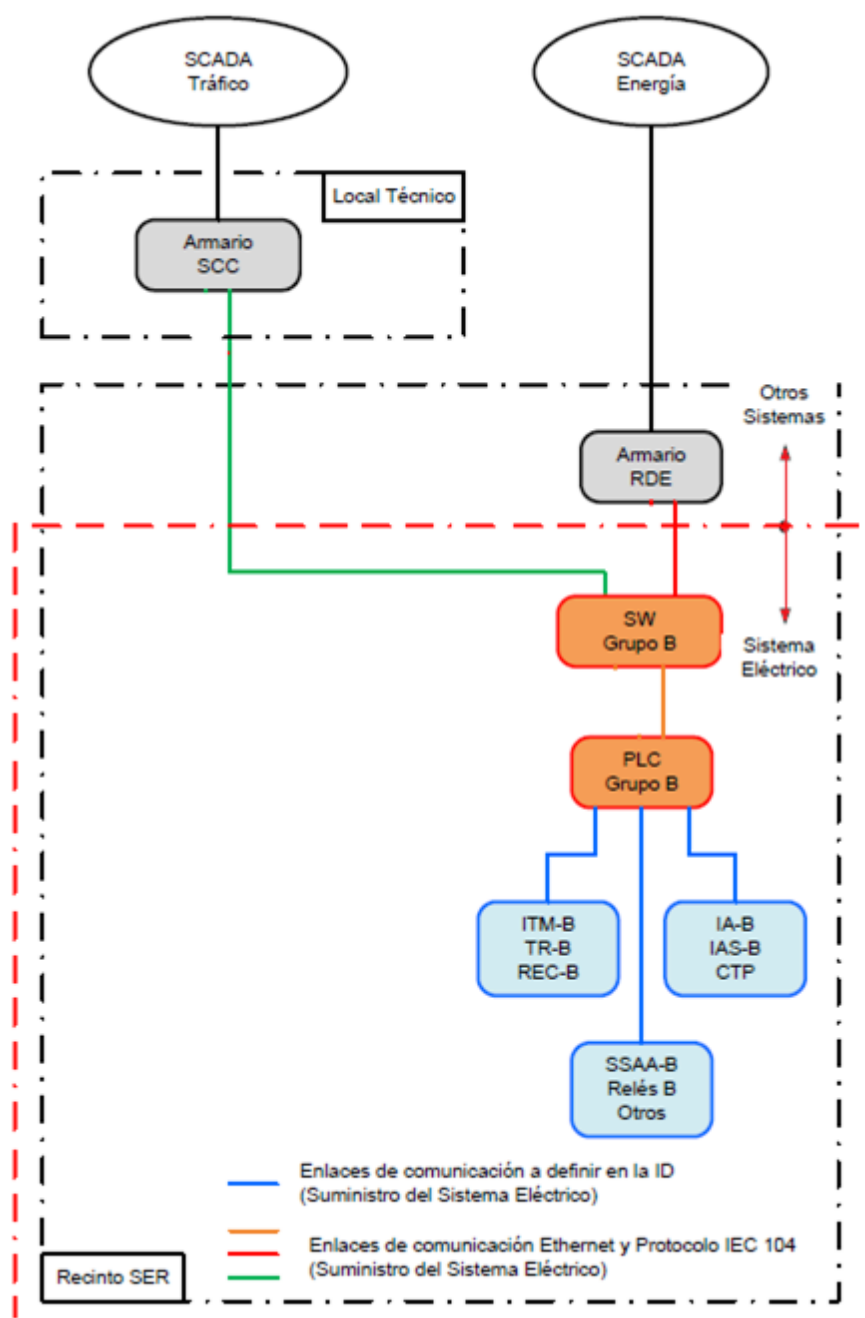 SCADA
Tráfico
SCADA
Energía
Local Técnico
Armario
SCC
Otros
Sistemas
Armario
RDE
SW
Grupo B
Sistema
Eléctrico
PLC
Grupo B
ITM-B
TR-B
REC-B
IA-B
IAS-B
CTP
SSAA-B
Relés B
Otros
Enlaces de comunicación a definir en la ID
(Suministro del Sistema Eléctrico)
Enlaces de comunicación Ethernet y Protocolo IEC 104
(Suministro del Sistema Eléctrico)
Recinto SER